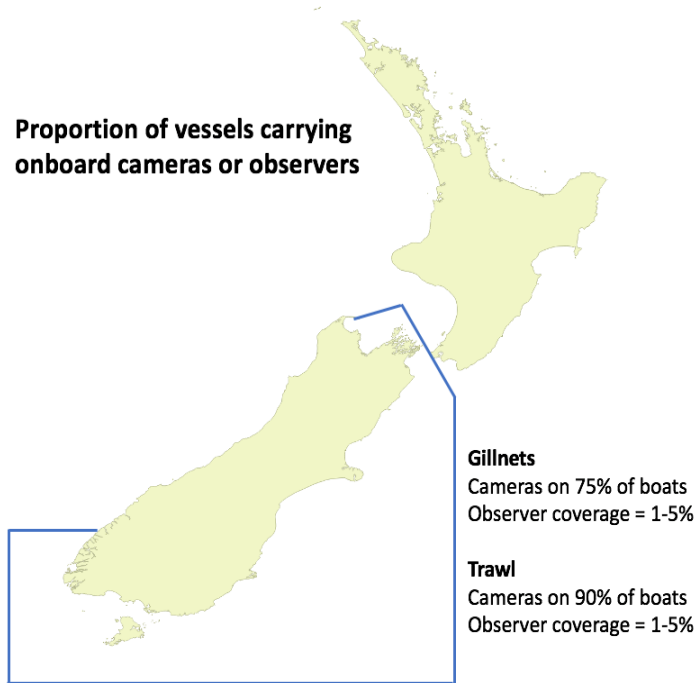 Proportion of vessels carrying
onboard cameras or observers
Gillnets
Cameras on 75% of boats
Observer coverage = 1-5%
Trawl
Cameras on 90% of boats
Observer coverage = 1-5%